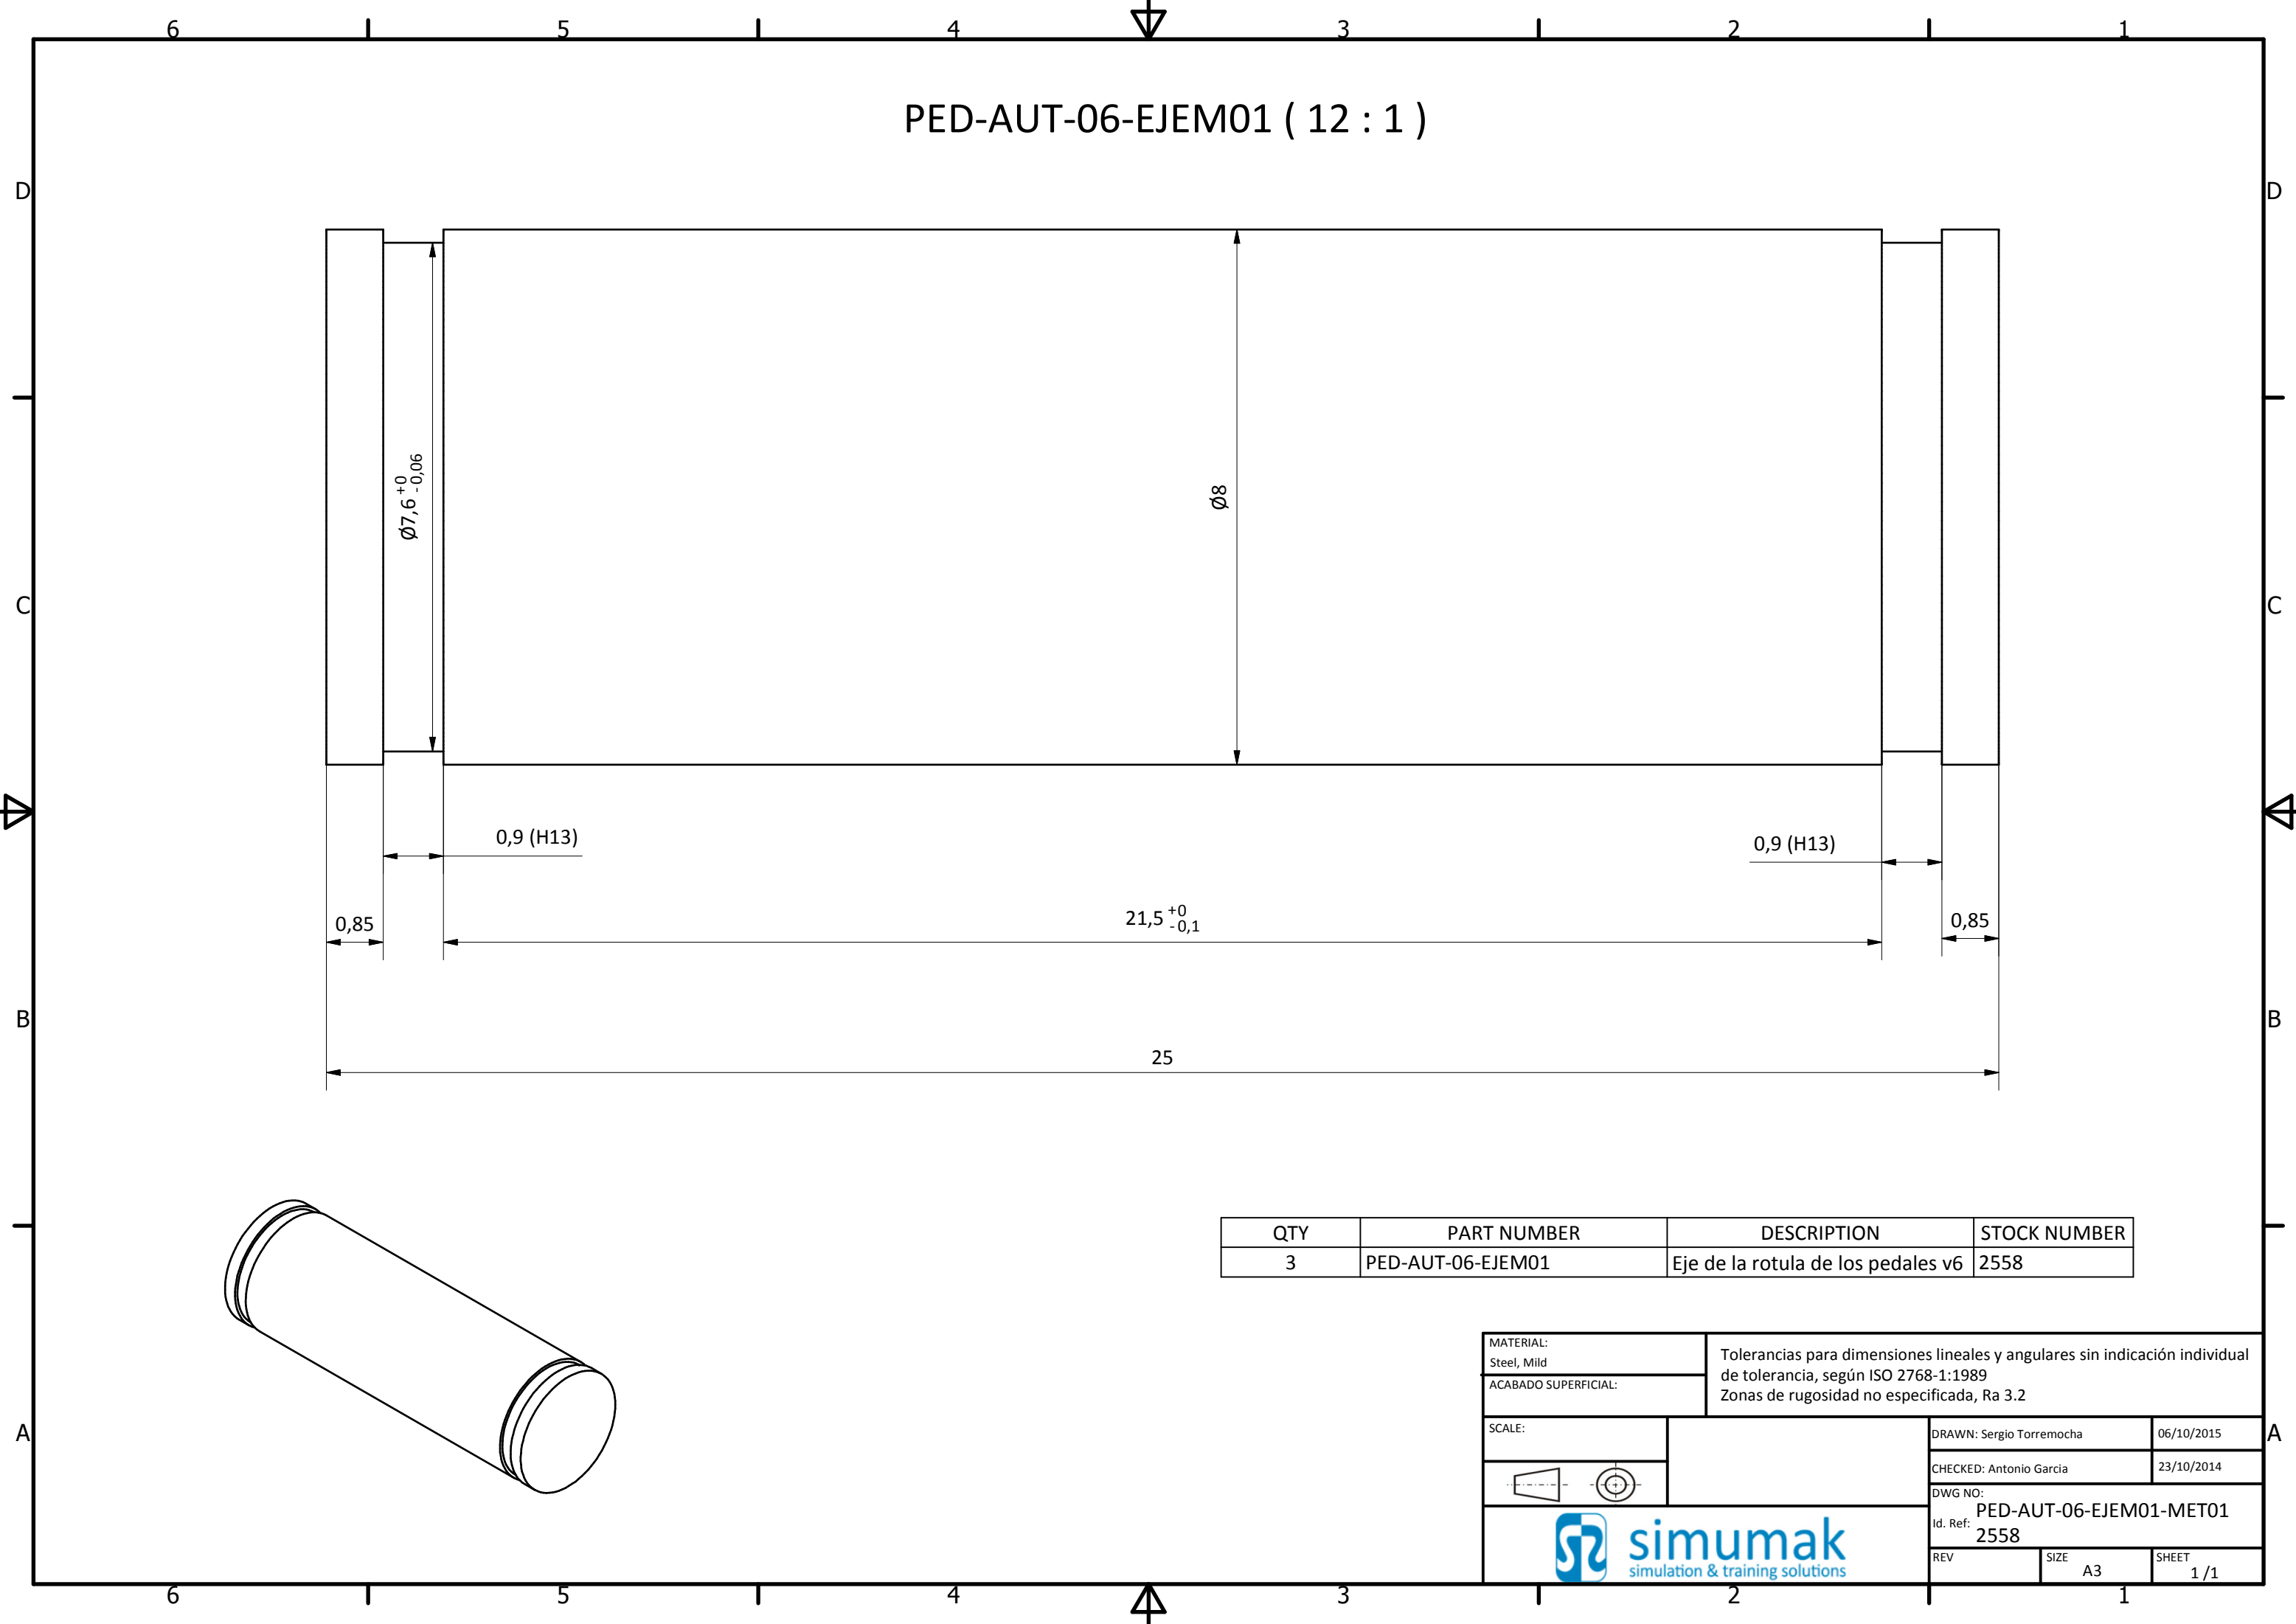 6 5 4 3 2 1
PED-AUT-06-EJEM01 ( 12 : 1 )
D D
Ø7,6 +0 -0,06
Ø8
C C
0,9 (H13)
0,9 (H13)
0,85
21,5 +0 -0,1
0,85
B B
25
QTY PART NUMBER DESCRIPTION STOCK NUMBER
3 PED-AUT-06-EJEM01 Eje de la rotula de los pedales v6 2558
MATERIAL:
Steel, Mild
ACABADO SUPERFICIAL:
Tolerancias para dimensiones lineales y angulares sin indicación individual
de tolerancia, según ISO 2768-1:1989
Zonas de rugosidad no especificada, Ra 3.2
A A
SCALE:
DRAWN: Sergio Torremocha 06/10/2015
CHECKED: Antonio Garcia 23/10/2014
DWG NO:
PED-AUT-06-EJEM01-MET01
Id. Ref:
2558
simumak
simulation & training solutions
REV SIZE SHEET
A3 1 /1
6 5 4 3 2 1